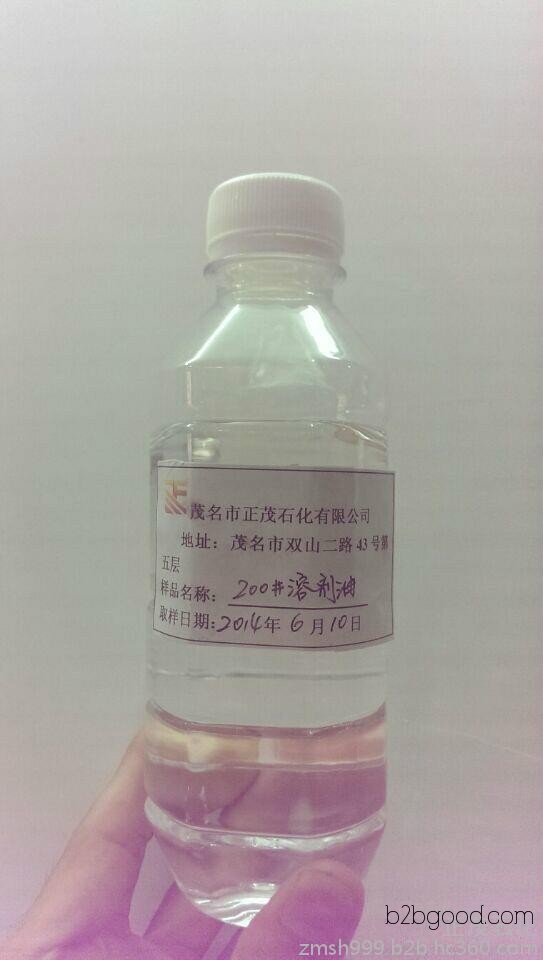 茂名市正茂石化有限公司
地址：茂名市双山二路43号第
五层
样品名称：200#溶剂油
取样日期：2014年6月10日
b2bgood.com
zmsh999.b2b.hc360.com